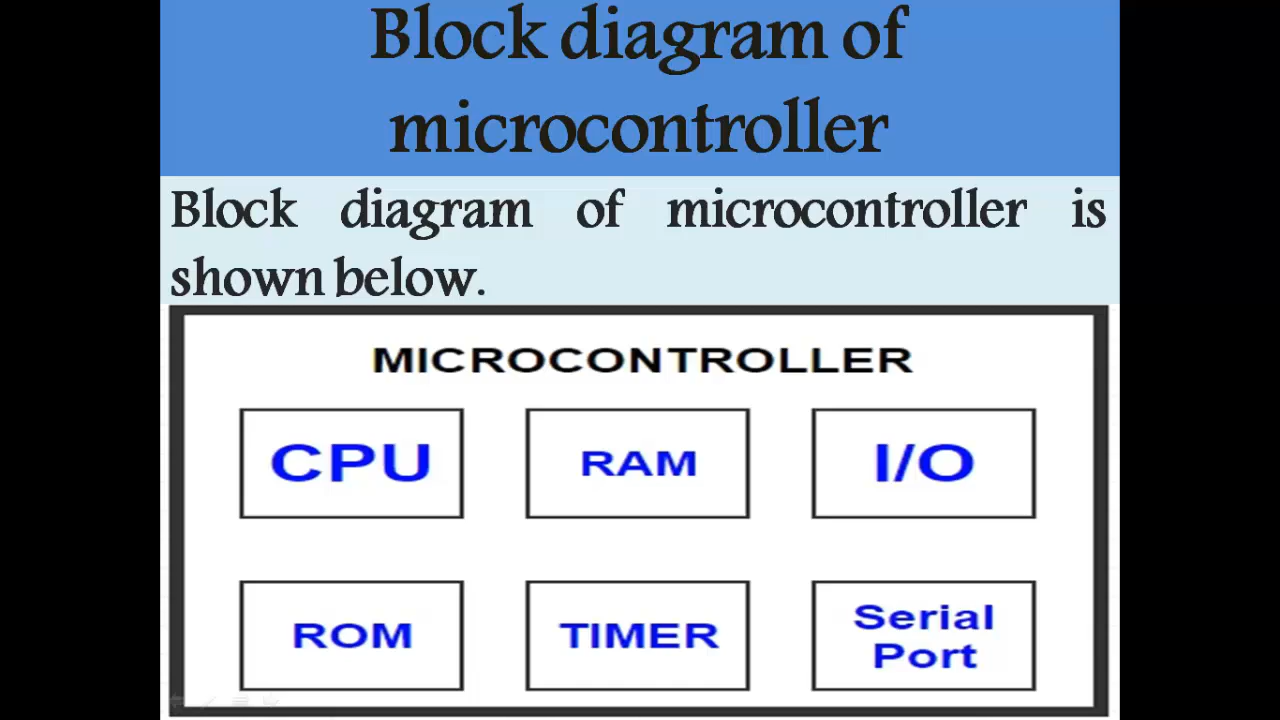 Block diagram of
microcontroller
Block diagram of microcontroller is
shown below.
MICROCONTROLLER
CPU
RAM
I/O
ROM
TIMER
Serial
Port